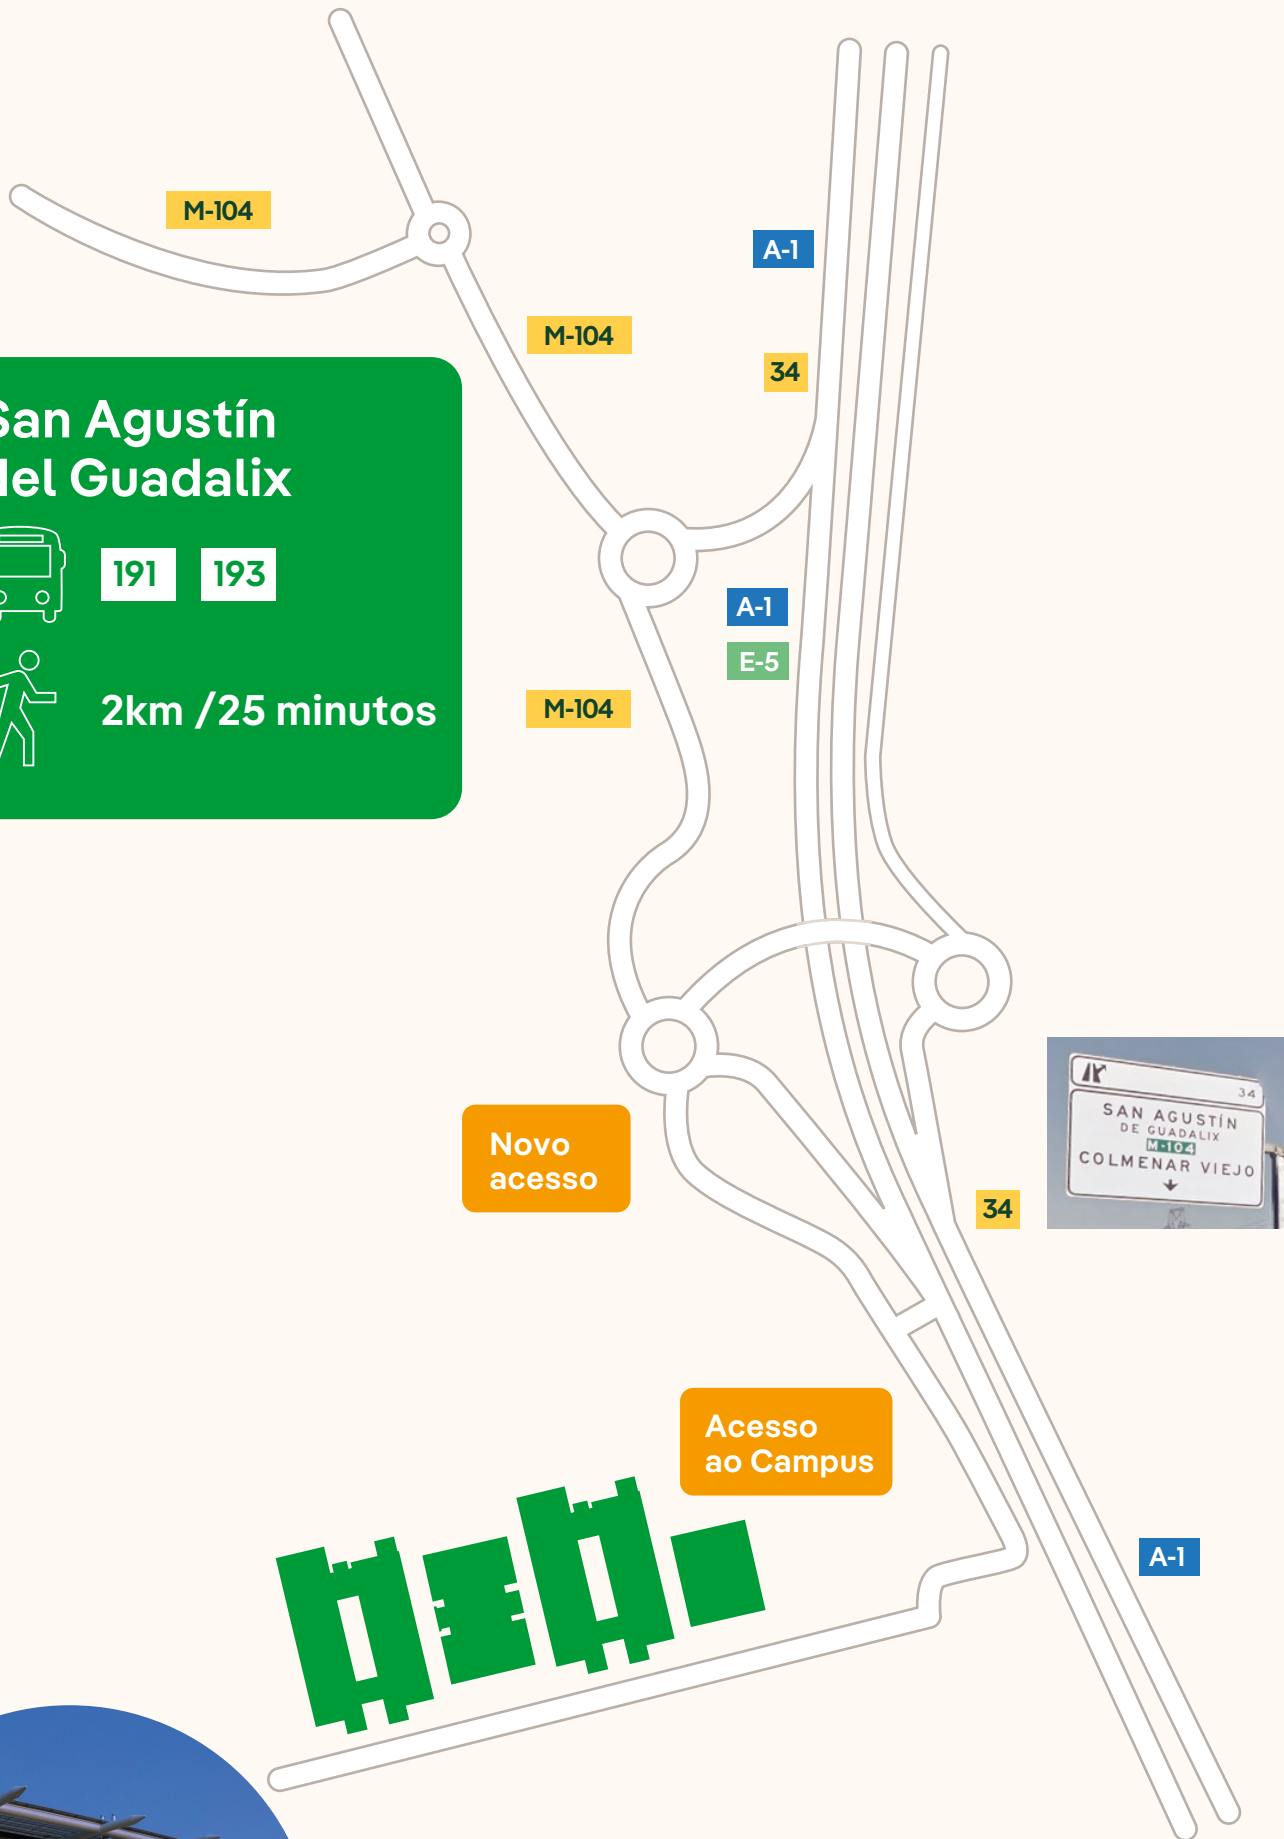 M-104
A-1
M-104
34
San Agustín
del Guadalix
191
193
A-1
E-5
2km /25 minutos
M-104
34
SAN AGUSTÍN
DE GUADALIX
M-104
COLMENAR VIEJO
Novo
acesso
34
Acesso
ao Campus
A-1